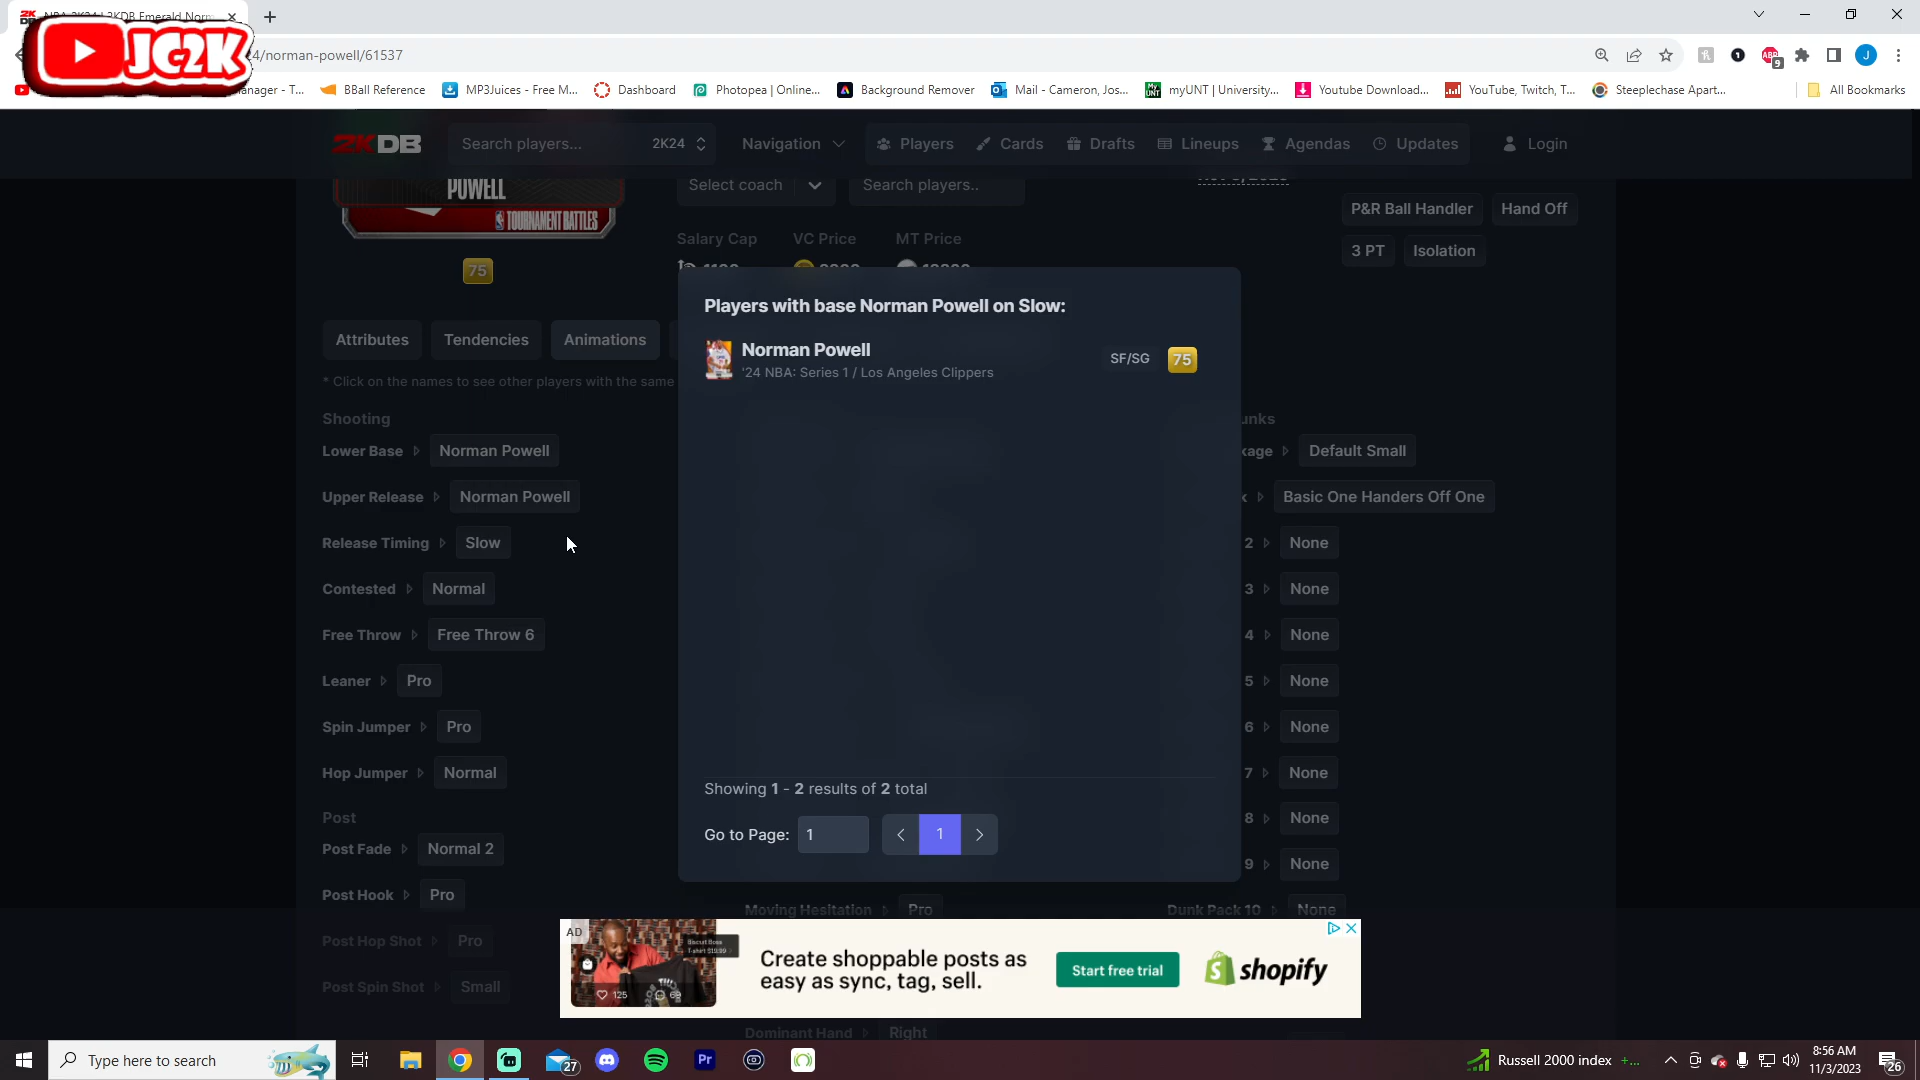 JC2K
4/norman-powell/61537
9
anager - T...
BBall Reference
MP3Juices - Free M...
Dashboard
Photopea | Online...
Background Remover
Mail - Cameron, Jos...
myUNT | University...
Youtube Download...
YouTube, Twitch, T...
Steeplechase Apart...
All Bookmarks
2KDB
Search players...
2K24
Navigation
Players
Cards
Drafts
Lineups
Agendas
Updates
Login
POWELL
TOURNAMENT BATTLES
75
Select coach
Search players..
Salary Cap
VC Price
MT Price
P&R Ball Handler
Hand Off
3 PT
Isolation
Attributes
Tendencies
Animations
* Click on the names to see other players with the same
Players with base Norman Powell on Slow:
Norman Powell
'24 NBA: Series 1 / Los Angeles Clippers
SF/SG
75
Showing 1 - 2 results of 2 total
Go to Page: 1
1
Shooting
Lower Base
Norman Powell
Upper Release
Norman Powell
Release Timing
Slow
Contested
Normal
Free Throw
Free Throw 6
Leaner
Pro
Spin Jumper
Pro
Hop Jumper
Normal
Post
Post Fade
Normal 2
Post Hook
Pro
Post Hop Shot
Pro
Post Spin Shot
Small
Moving Hesitation
Pro
Dominant Hand
Right
unks
kage
Default Small
k
Basic One Handers Off One
2
None
3
None
4
None
5
None
6
None
7
None
8
None
9
None
Dunk Pack 10
None
AD
125
Create shoppable posts as
easy as sync, tag, sell.
Start free trial
shopify
Type here to search
27
Pr
Russell 2000 index +...
8:56 AM
11/3/2023
26